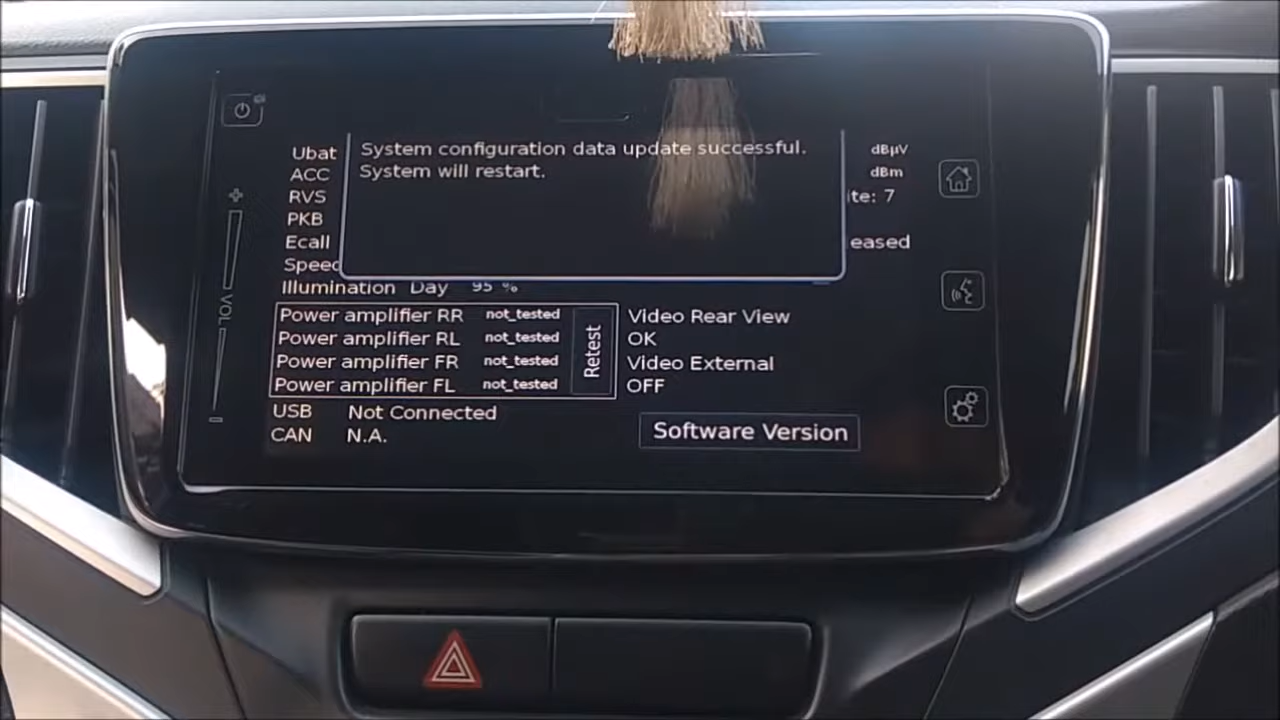 System configuration data update successful.
System will restart.
Ubat
ACC
RVS
PKB
Ecall
Speed
dBµV
dBm
ite: 7
eased
Illumination Day 95 %
Power amplifier RR not_tested
Power amplifier RL not_tested
Power amplifier FR not_tested
Power amplifier FL not_tested
Retest
Video Rear View
OK
Video External
OFF
USB Not Connected
CAN N.A.
Software Version
+
VOL
-